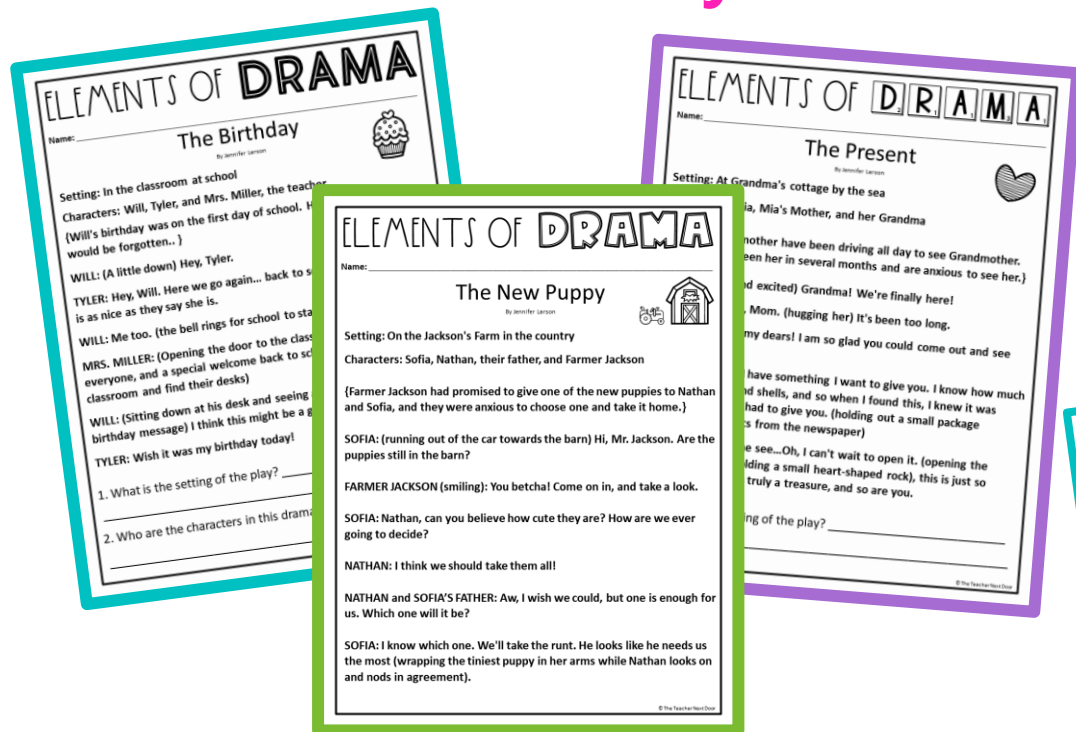 ELEMENTS OF DRAMA
Name:
The Birthday
By Jennifer Larson
Setting: In the classroom at school
Characters: Will, Tyler, and Mrs. Miller, the teacher
{Will's birthday was on the first day of school.
would be forgotten.. }
WILL: (A little down) Hey, Tyler.
TYLER: Hey, Will. Here we go again... back to
is as nice as they say she is.
WILL: Me too. (the bell rings for school to
MRS. MILLER: (Opening the door to the
everyone, and a special welcome back to
classroom and find their desks)
WILL: (Sitting down at his desk and seeing
birthday message) I think this might be a
TYLER: Wish it was my birthday today!
1. What is the setting of the play?
2. Who are the characters in this
ELEMENTS OF DRAMA
Name:
The New Puppy
By Jennifer Larson
Setting: On the Jackson's Farm in the country
Characters: Sofia, Nathan, their father, and Farmer Jackson
{Farmer Jackson had promised to give one of the new puppies to Nathan
and Sofia, and they were anxious to choose one and take it home.}
SOFIA: (running out of the car towards the barn) Hi, Mr. Jackson. Are the
puppies still in the barn?
FARMER JACKSON (smiling): You betcha! Come on in, and take a look.
SOFIA: Nathan, can you believe how cute they are? How are we ever
going to decide?
NATHAN: I think we should take them all!
NATHAN and SOFIA'S FATHER: Aw, I wish we could, but one is enough for
us. Which one will it be?
SOFIA: I know which one. We'll take the runt. He looks like he needs us
the most (wrapping the tiniest puppy in her arms while Nathan looks on
and nods in agreement).
© The Teacher Next Door
ELEMENTS OF DRAMA
Name:
The Present
By Jennifer Larson
Setting: At Grandma's cottage by the sea
Mia's Mother, and her Grandma
mother have been driving all day to see Grandmother.
her in several months and are anxious to see her.}
excited) Grandma! We're finally here!
Mom. (hugging her) It's been too long.
my dears! I am so glad you could come out and see
have something I want to give you. I know how much
shells, and so when I found this, I knew it was
had to give you. (holding out a small package
from the newspaper)
see...Oh, I can't wait to open it. (opening the
a small heart-shaped rock), this is just so
truly a treasure, and so are you.
of the play?
© The Teacher Next Door